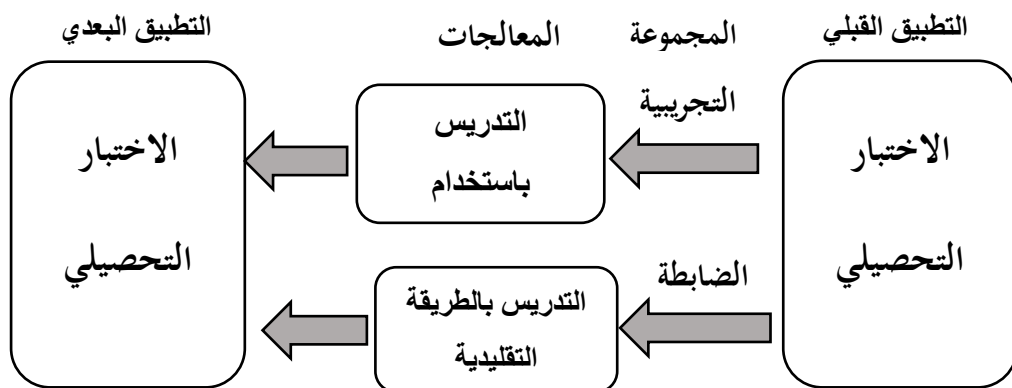 التطبيق القبلي
المجموعة
المعالجات
التطبيق البعدي
الاختبار
التحصيلي
التجريبية
الضابطة
التدريس
باستخدام
التدريس بالطريقة
التقليدية
الاختبار
التحصيلي